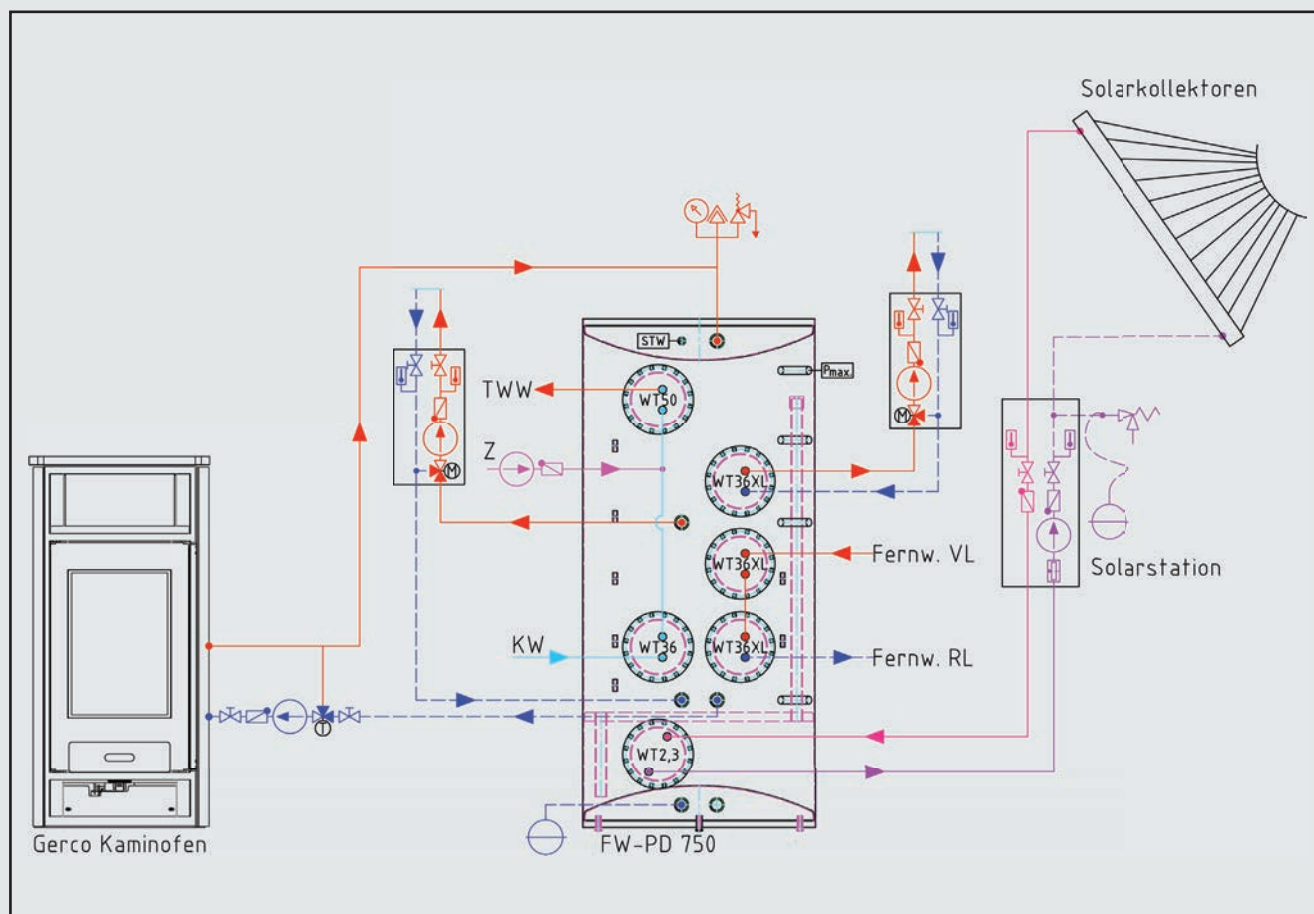 Solarkollektoren
STW
Pmax.
TWW
WT50
M
Z
M
WT36XL
WT36XL
Fernw. VL
Solarstation
KW
WT36
WT36XL
Fernw. RL
T
WT2,3
Gerco Kaminofen
FW-PD 750